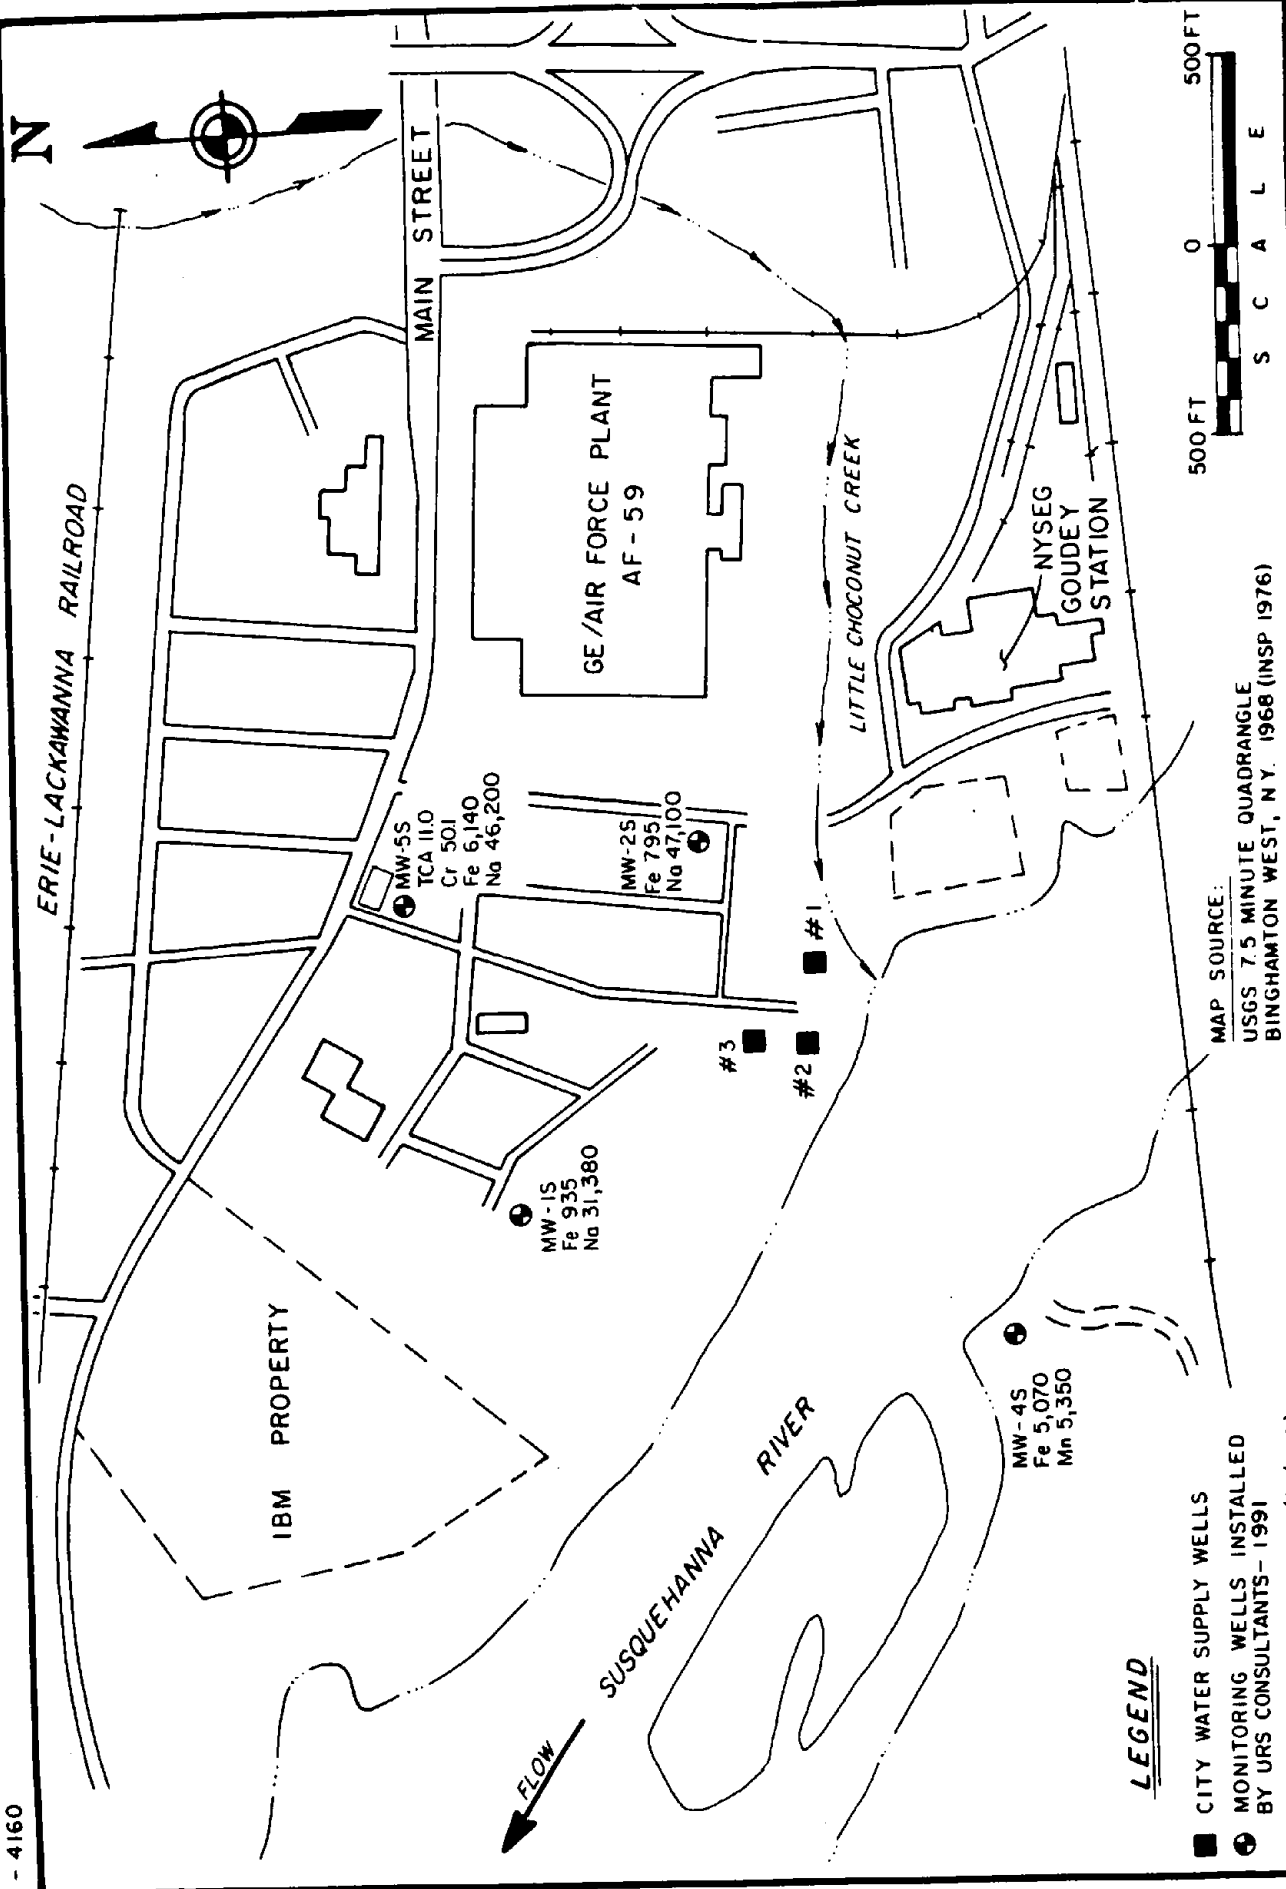 - 4160
N
ERIE-LACKAWANNA RAILROAD
MAIN STREET
GE/AIR FORCE PLANT
AF-59
LITTLE CHOCONUT CREEK
NYSEG
GOUDEY
STATION
MW-5S
TCA 11.0
Cr 50.1
Fe 6,140
Na 46,200
MW-2S
Fe 795
Na 47,100
MW-1S
Fe 935
Na 31,380
#1
#2
#3
IBM PROPERTY
MW-4S
Fe 5,070
Mn 5,350
SUSQUEHANNA RIVER
FLOW
LEGEND
CITY WATER SUPPLY WELLS
MONITORING WELLS INSTALLED
BY URS CONSULTANTS-1991
MAP SOURCE:
USGS 7.5 MINUTE QUADRANGLE
BINGHAMTON WEST, N.Y. 1968 (INSP 1976)
500 FT 0 500 FT
SCALE